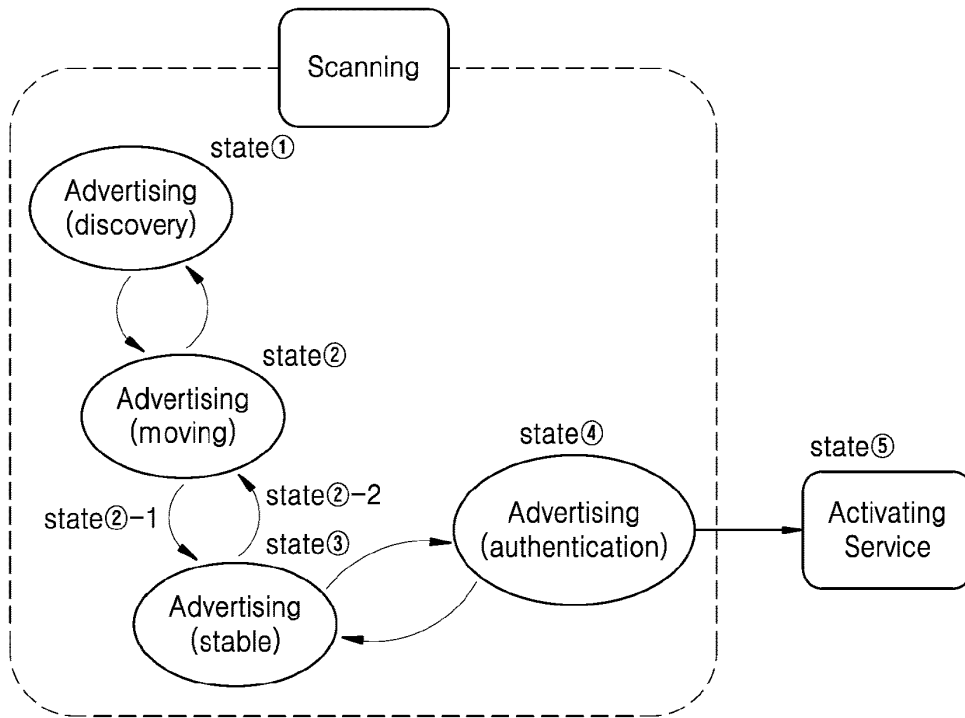 Scanning
state①
Advertising
(discovery)
state②
Advertising
(moving)
state②-1
state②-2
state③
Advertising
(stable)
state④
Advertising
(authentication)
state⑤
Activating
Service